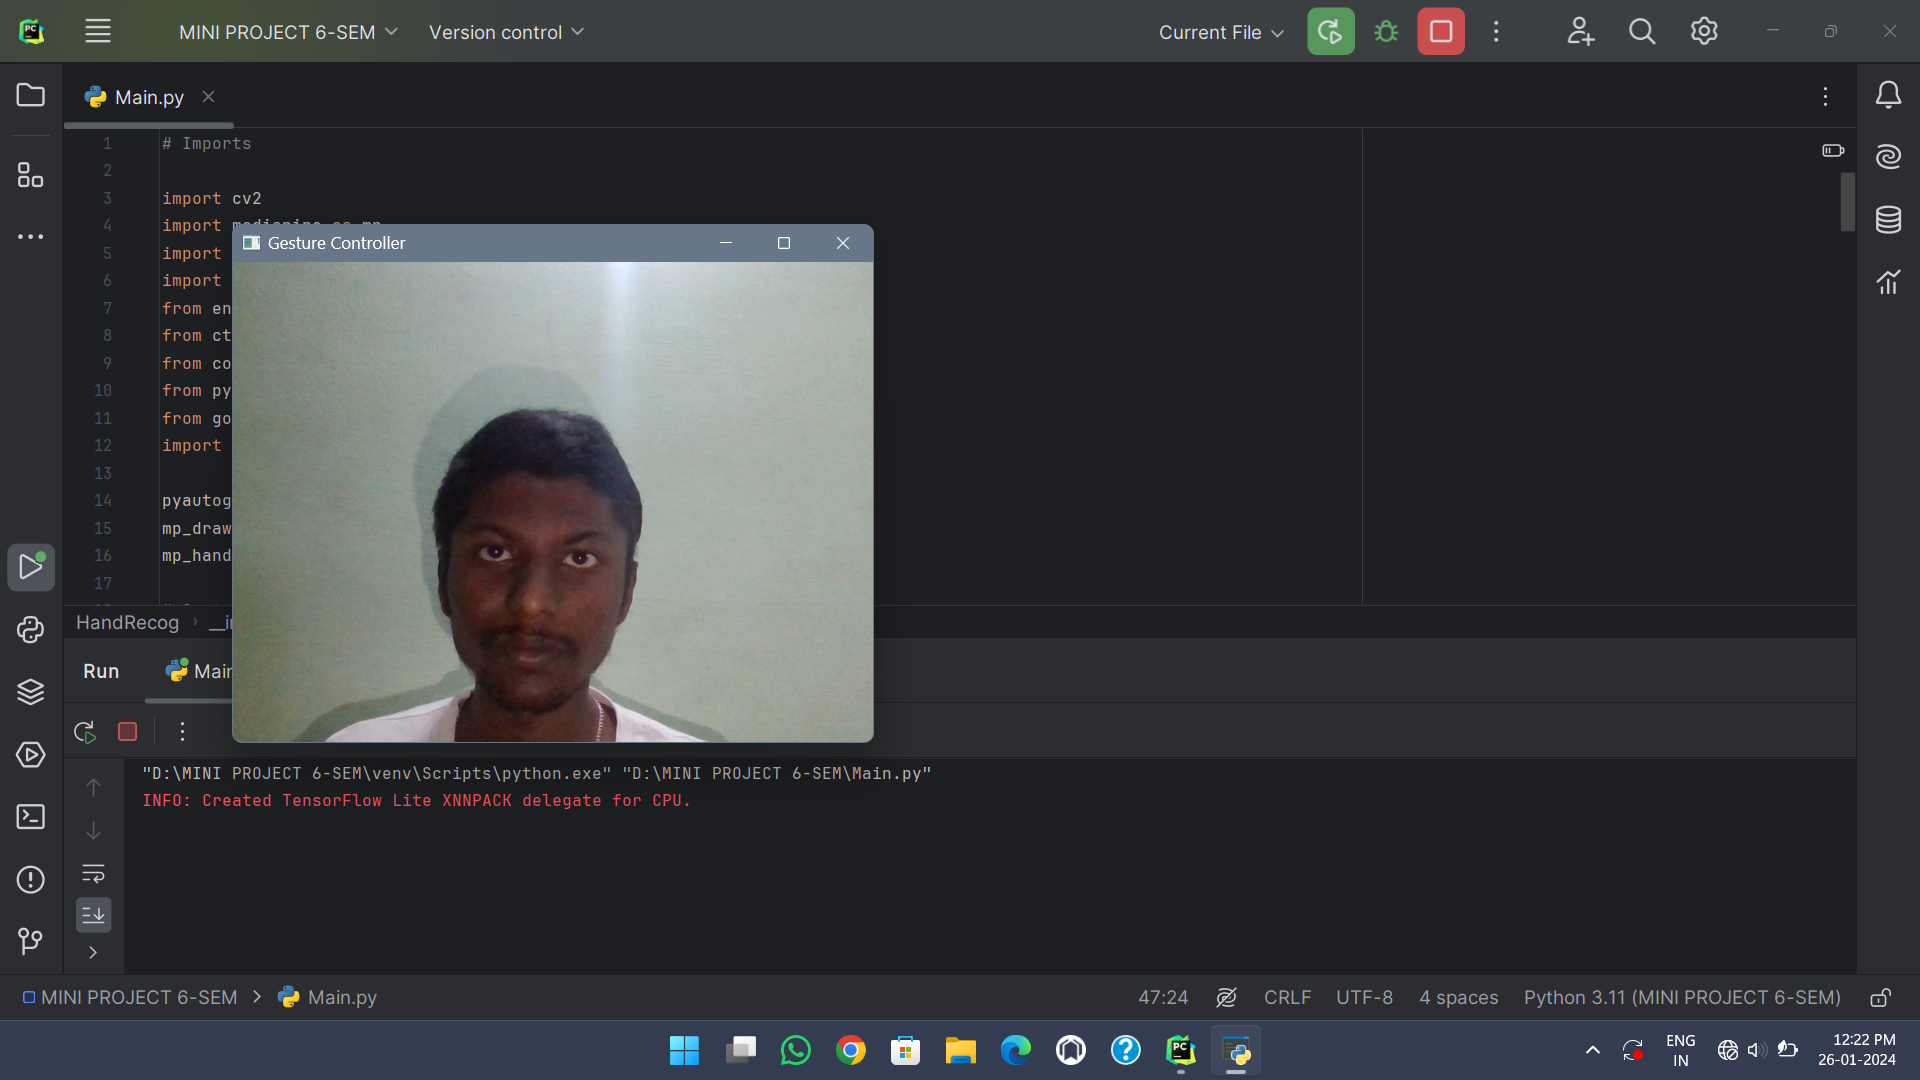 MINI PROJECT 6-SEM
Version control
Current File
Main.py
1 # Imports
2
3 import cv2
4 import mediapipe as mp
5 import
6 import
7 from en
8 from ct
9 from co
10 from py
11 from go
12 import
13
14 pyautog
15 mp_draw
16 mp_hand
17
Gesture Controller
HandRecog
Run
Main
"D:\MINI PROJECT 6-SEM\venv\Scripts\python.exe" "D:\MINI PROJECT 6-SEM\Main.py"
INFO: Created TensorFlow Lite XNNPACK delegate for CPU.
MINI PROJECT 6-SEM > Main.py
47:24 CRLF UTF-8 4 spaces Python 3.11 (MINI PROJECT 6-SEM)
ENG
IN
12:22 PM
26-01-2024